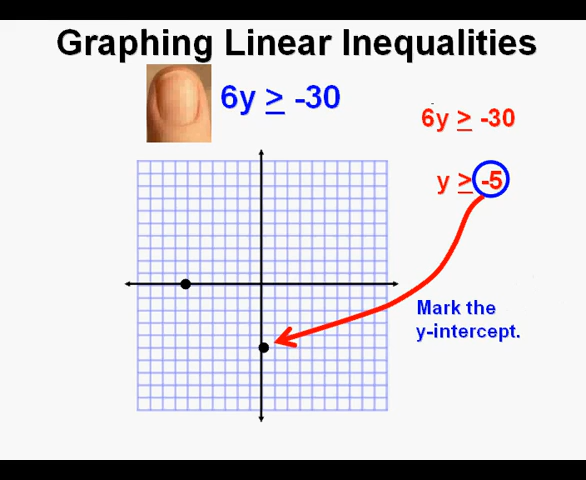 Graphing Linear Inequalities
6y ≥ -30
6y ≥ -30
y ≥ -5
Mark the
y-intercept.